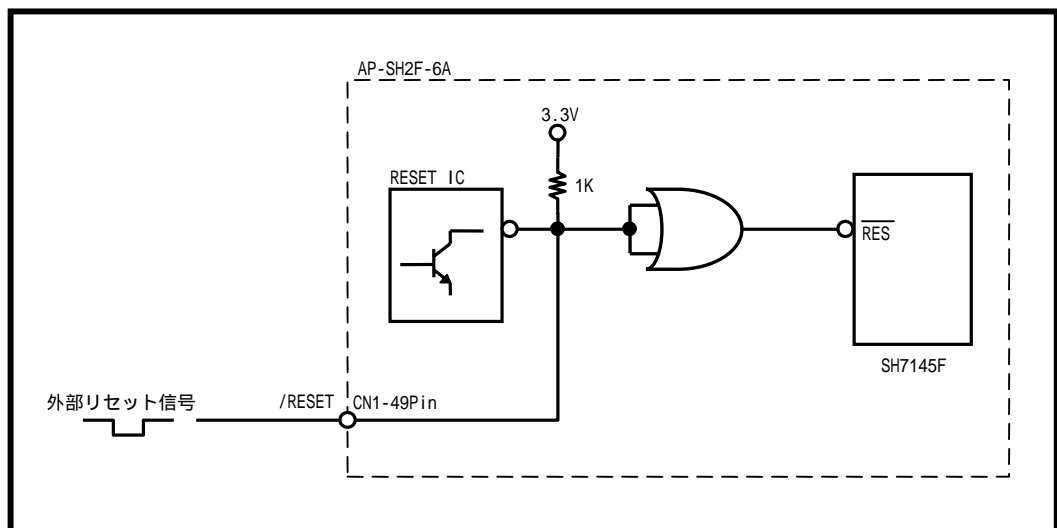 AP-SH2F-6A
3.3V
RESET IC
1K
RES
SH7145F
外部リセット信号
/RESET
CN1-49Pin